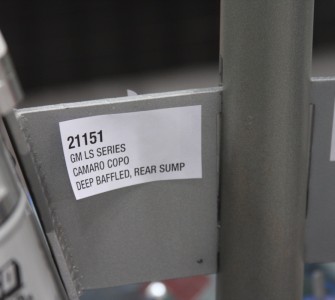 21151
GM LS SERIES
CAMARO COPO
DEEP BAFFLED, REAR SUMP